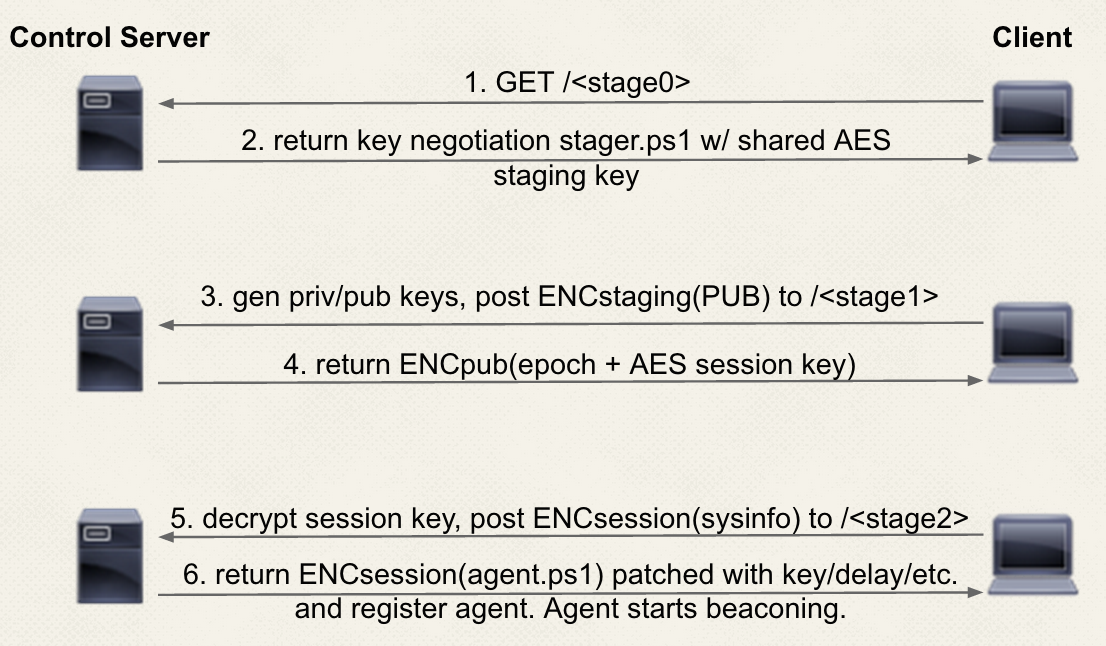 Control Server
Client
1. GET /<stage0>
2. return key negotiation stager.ps1 w/ shared AES
staging key
3. gen priv/pub keys, post ENCstaging(PUB) to /<stage1>
4. return ENCpub(epoch + AES session key)
5. decrypt session key, post ENCsession(sysinfo) to /<stage2>
6. return ENCsession(agent.ps1) patched with key/delay/etc.
and register agent. Agent starts beaconing.